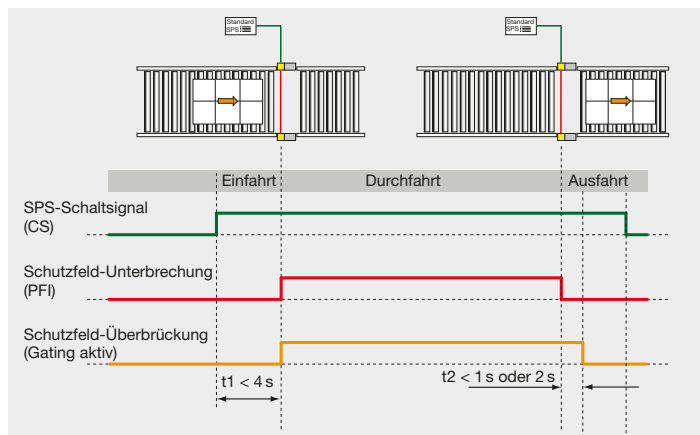 Standard
SPS
Standard
SPS
Einfahrt
Durchfahrt
Ausfahrt
SPS-Schaltsignal
(CS)
Schutzfeld-Unterbrechung
(PFI)
Schutzfeld-Überbrückung
(Gating aktiv)
t1 < 4 s
t2 < 1 s oder 2 s